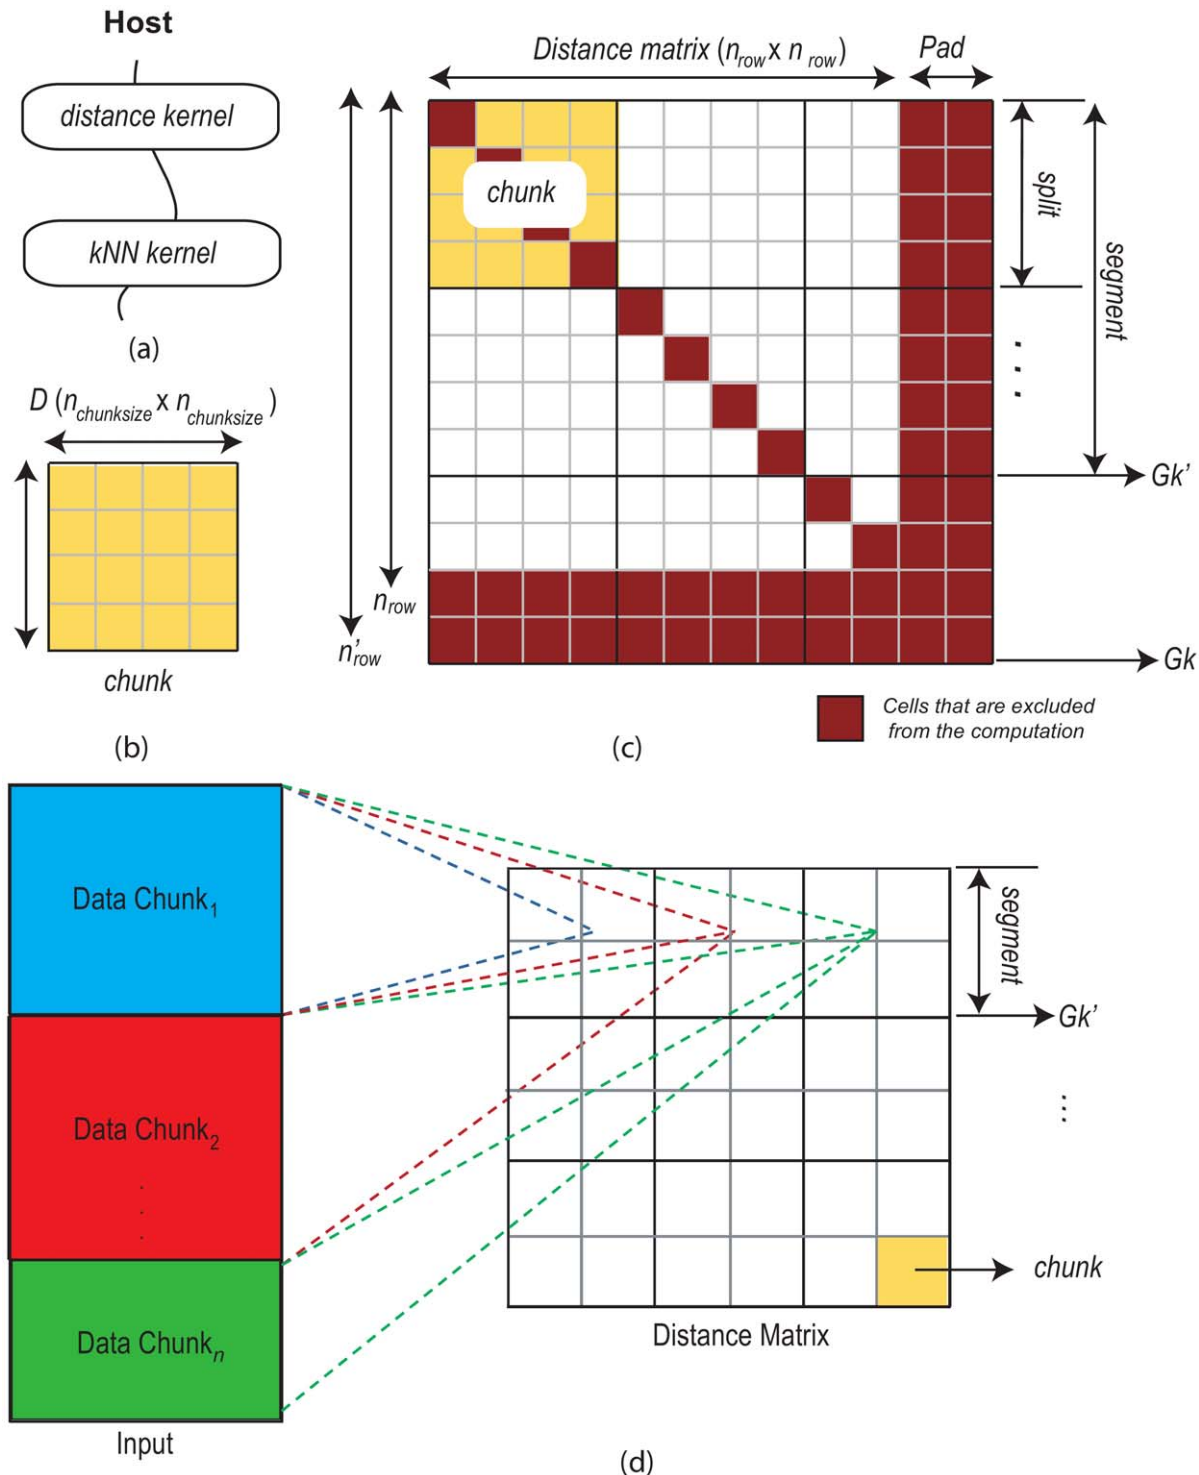 Host
distance kernel
kNN kernel
(a)
D (nchunksize x nchunksize)
chunk
(b)
Distance matrix (nrow x nrow)
Pad
chunk
split
segment
. . .
Gk'
nrow
n'row
Gk
Cells that are excluded
from the computation
(c)
Data Chunk1
Data Chunk2
. . .
Data Chunkn
Input
segment
Gk'
...
chunk
Distance Matrix
(d)